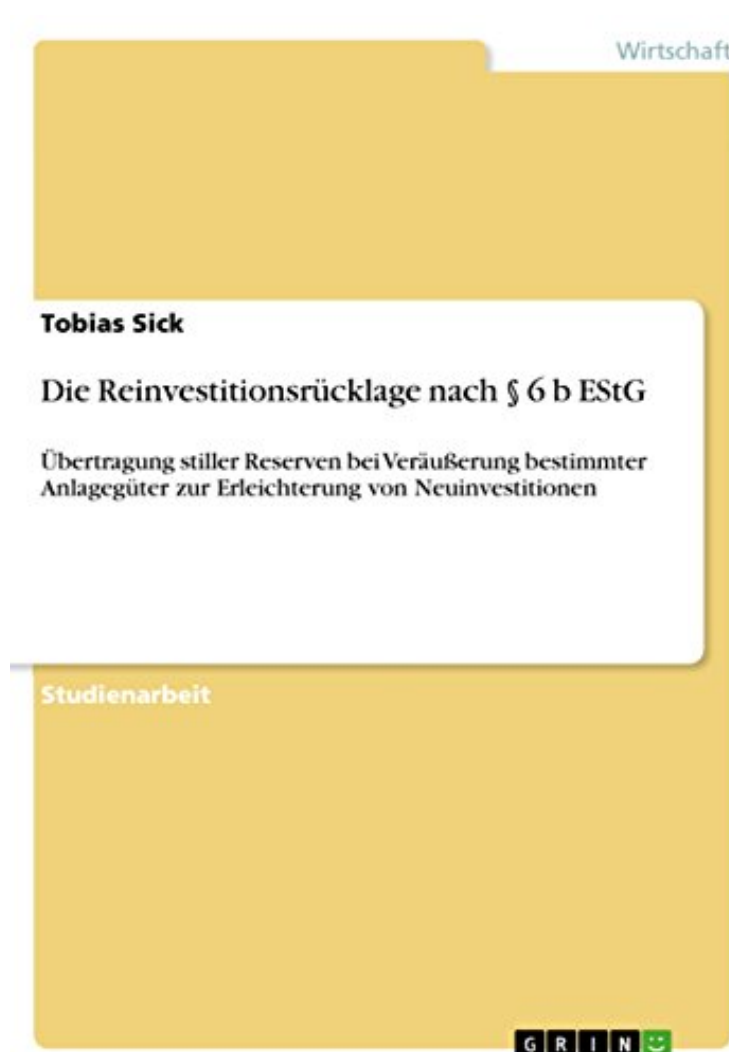 Wirtschaft
Tobias Sick
Die Reinvestitionsrücklage nach § 6 b EStG
Übertragung stiller Reserven bei Veräußerung bestimmter
Anlagegüter zur Erleichterung von Neuinvestitionen
Studienarbeit
GRIN